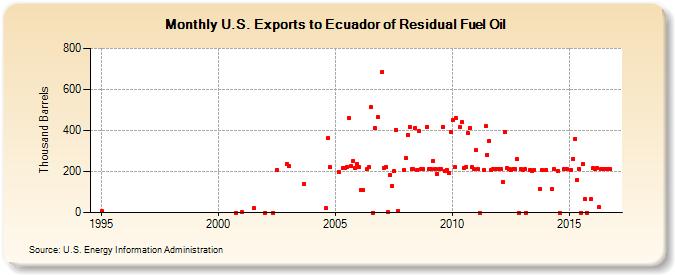 Monthly U.S. Exports to Ecuador of Residual Fuel Oil
Thousand Barrels
800
600
400
200
0
1995 2000 2005 2010 2015
Source: U.S. Energy Information Administration